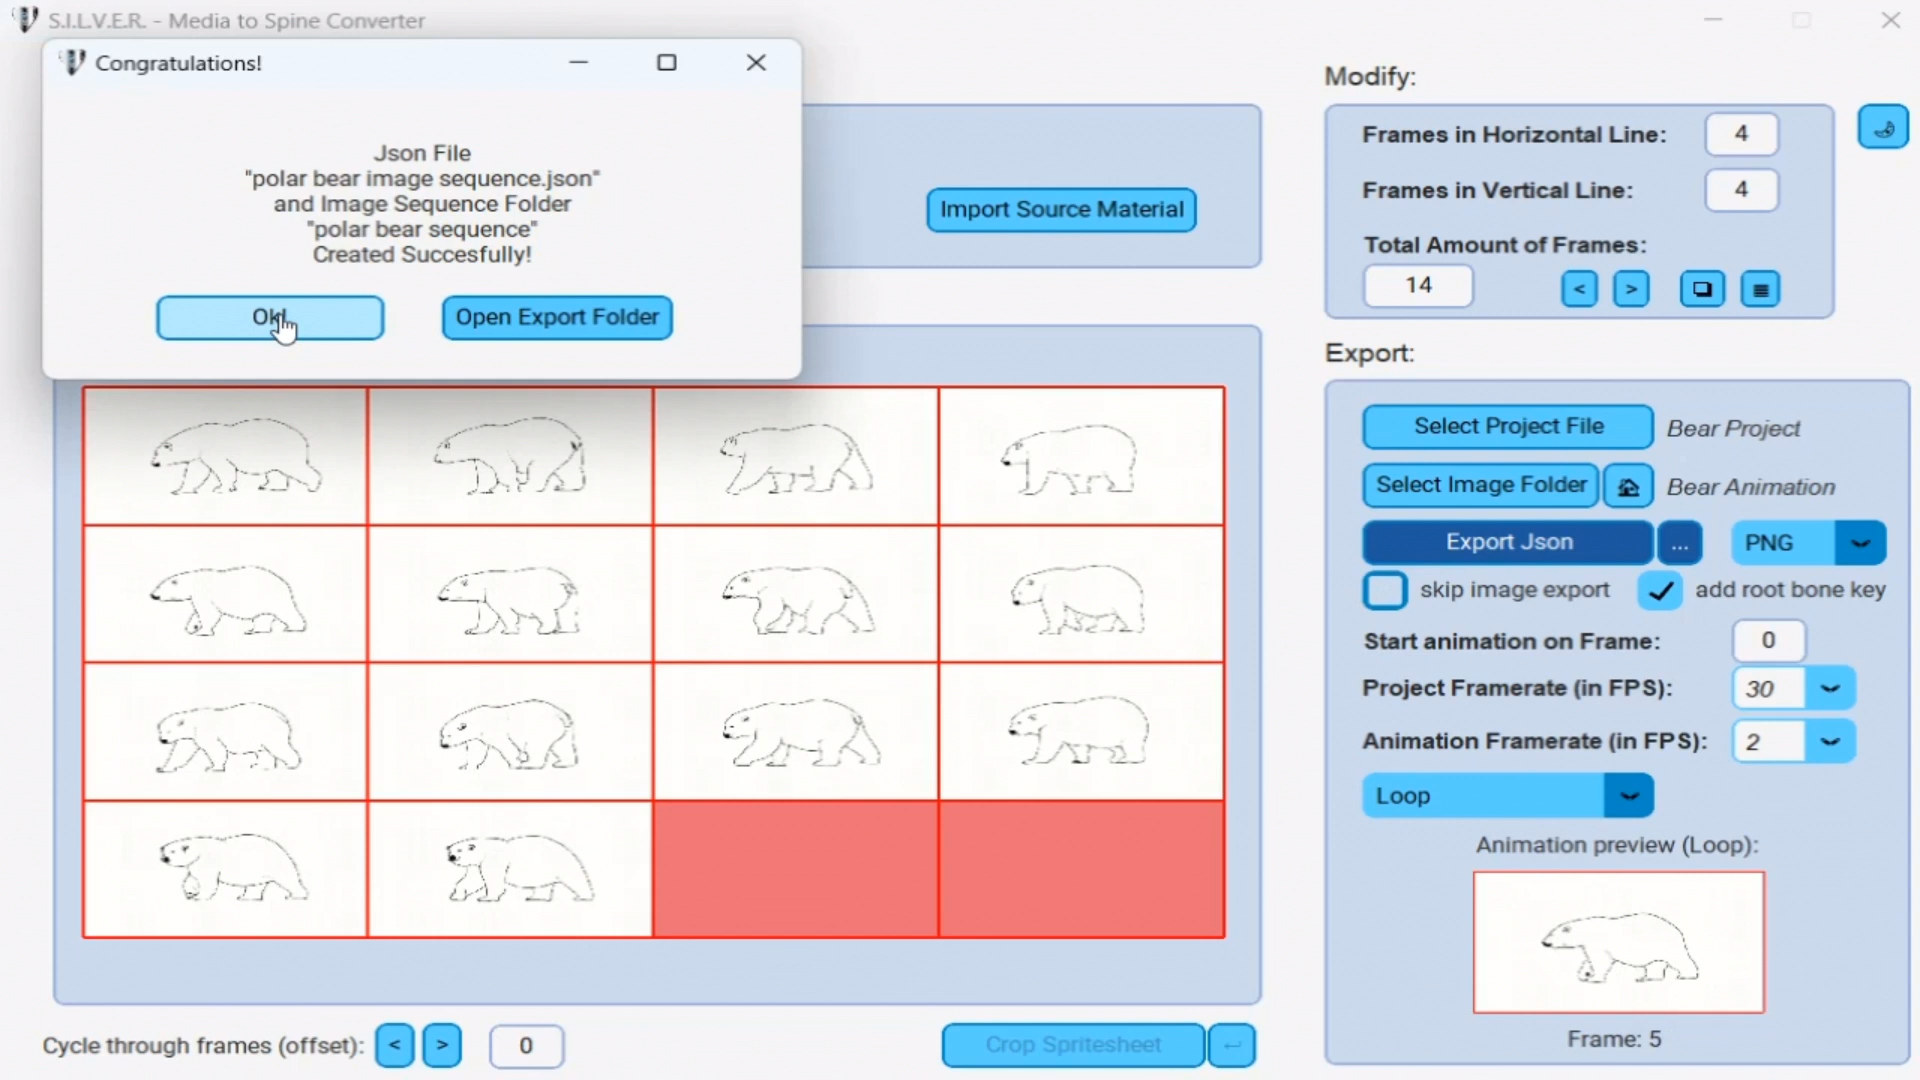 S.I.L.V.E.R. - Media to Spine Converter
Congratulations!
Json File
"polar bear image sequence.json"
and Image Sequence Folder
"polar bear sequence"
Created Succesfully!
Open Export Folder
Import Source Material
Modify:
Frames in Horizontal Line: 4
Frames in Vertical Line: 4
Total Amount of Frames:
14 < >
Export:
Select Project File Bear Project
Select Image Folder Bear Animation
Export Json ... PNG
skip image export add root bone key
Start animation on Frame: 0
Project Framerate (in FPS): 30
Animation Framerate (in FPS): 2
Loop
Animation preview (Loop):
Frame: 5
Cycle through frames (offset): < > 0
Crop Spritesheet